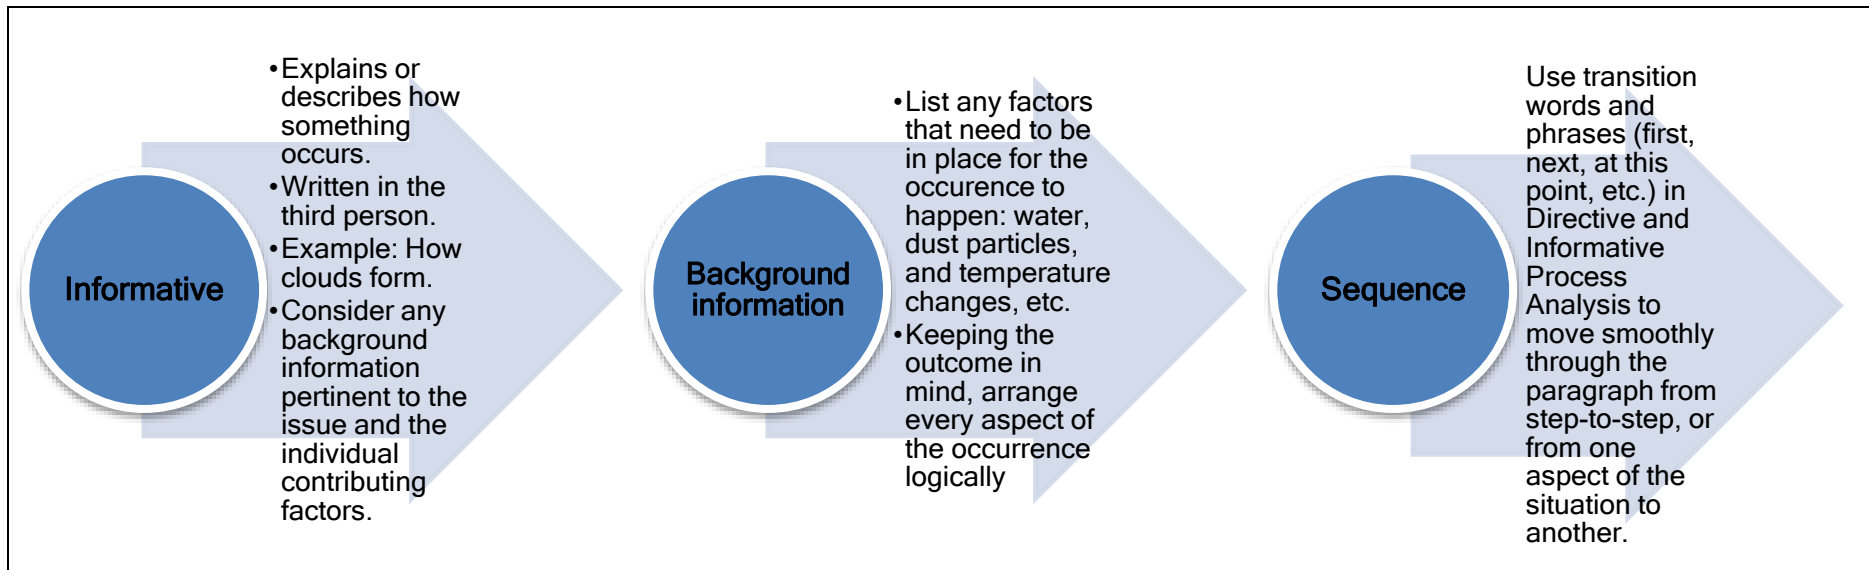 Informative
•Explains or
describes how
something
occurs.
•Written in the
third person.
•Example: How
clouds form.
•Consider any
background
information
pertinent to the
issue and the
individual
contributing
factors.
Background
information
•List any factors
that need to be
in place for the
occurence to
happen: water,
dust particles,
and temperature
changes, etc.
•Keeping the
outcome in
mind, arrange
every aspect of
the occurrence
logically
Sequence
Use transition
words and
phrases (first,
next, at this
point, etc.) in
Directive and
Informative
Process
Analysis to
move smoothly
through the
paragraph from
step-to-step, or
from one
aspect of the
situation to
another.